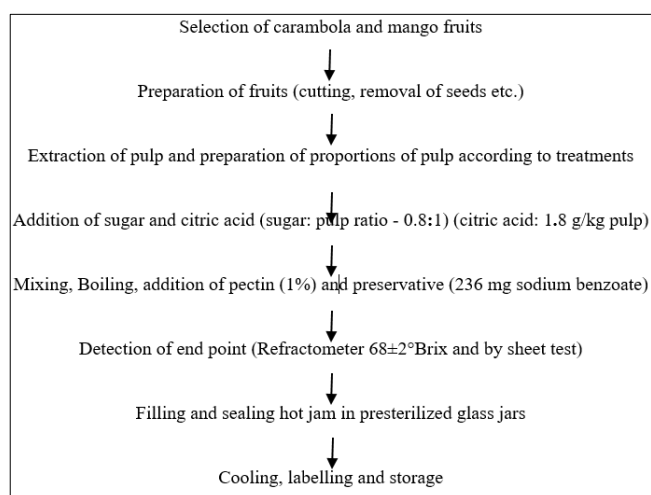 Selection of carambola and mango fruits
Preparation of fruits (cutting, removal of seeds etc.)
Extraction of pulp and preparation of proportions of pulp according to treatments
Addition of sugar and citric acid (sugar: pulp ratio - 0.8:1) (citric acid: 1.8 g/kg pulp)
Mixing, Boiling, addition of pectin (1%) and preservative (236 mg sodium benzoate)
Detection of end point (Refractometer 68±2°Brix and by sheet test)
Filling and sealing hot jam in presterilized glass jars
Cooling, labelling and storage